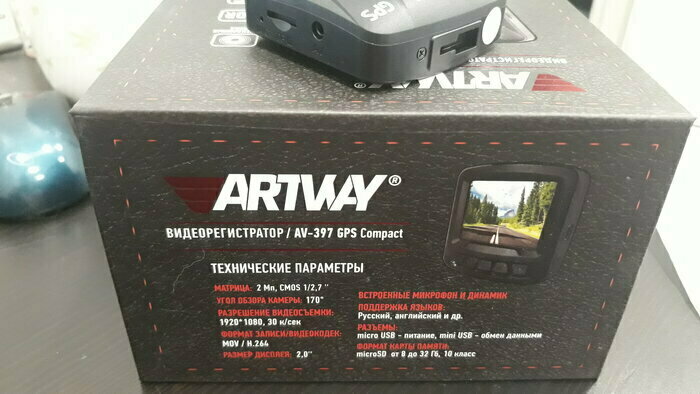 GPS
ВИДЕОРЕГИСТРАТОР
ARTWAY
ARTWAY®
ВИДЕОРЕГИСТРАТОР / AV-397 GPS Compact
ТЕХНИЧЕСКИЕ ПАРАМЕТРЫ
МАТРИЦА: 2 Мп, CMOS 1/2,7 "
УГОЛ ОБЗОРА КАМЕРЫ: 170°
РАЗРЕШЕНИЕ ВИДЕОСЪЕМКИ:
1920*1080, 30 к/сек
ФОРМАТ ЗАПИСИ/ВИДЕОКОДЕК:
MOV / H.264
РАЗМЕР ДИСПЛЕЯ: 2,0"
ВСТРОЕННЫЕ МИКРОФОН И ДИНАМИК
ПОДДЕРЖКА ЯЗЫКОВ:
Русский, английский и др.
РАЗЪЕМЫ:
micro USB - питание, mini USB - обмен данными
ФОРМАТ КАРТЫ ПАМЯТИ:
microSD от 8 до 32 Гб, 10 класс